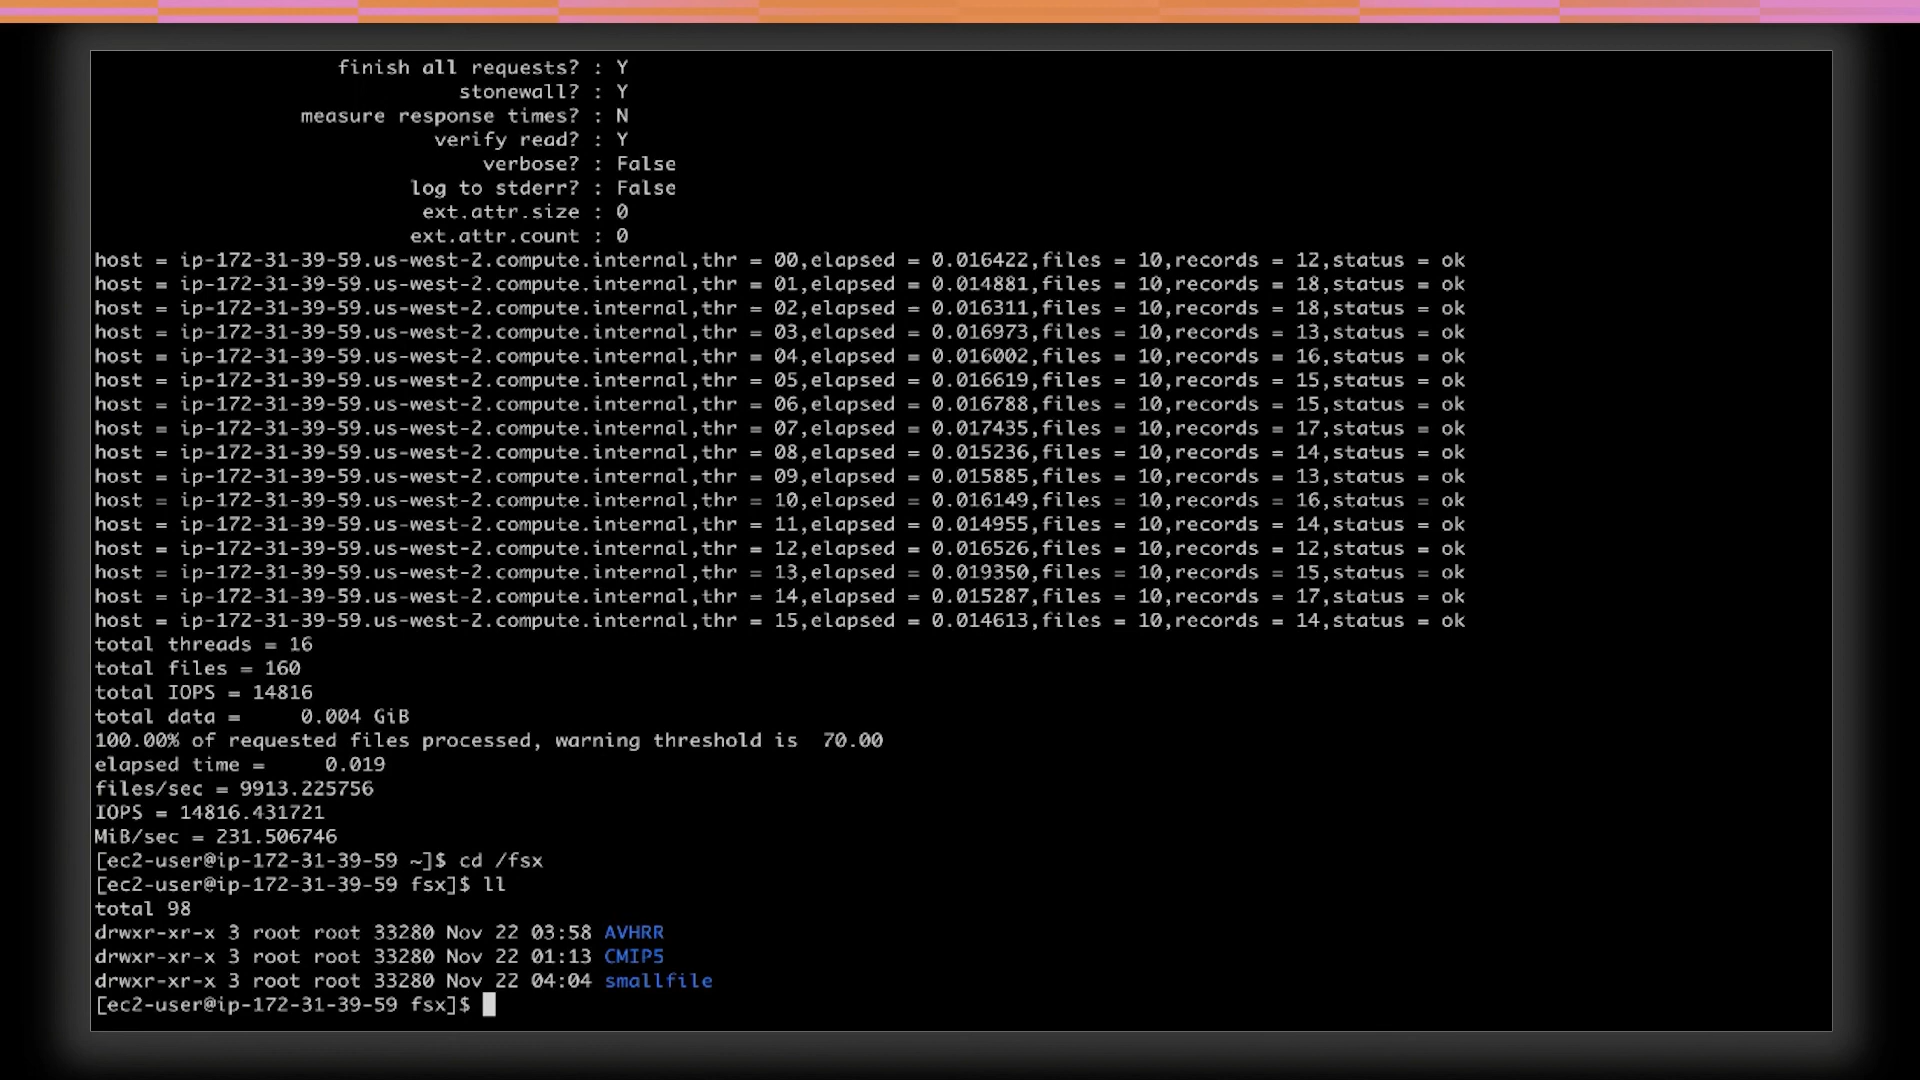 finish all requests? : Y
stonewall? : Y
measure response times? : N
verify read? : Y
verbose? : False
log to stderr? : False
ext.attr.size : 0
ext.attr.count : 0
host = ip-172-31-39-59.us-west-2.compute.internal,thr = 00,elapsed = 0.016422,files = 10,records = 12,status = ok
host = ip-172-31-39-59.us-west-2.compute.internal,thr = 01,elapsed = 0.014881,files = 10,records = 18,status = ok
host = ip-172-31-39-59.us-west-2.compute.internal,thr = 02,elapsed = 0.016311,files = 10,records = 18,status = ok
host = ip-172-31-39-59.us-west-2.compute.internal,thr = 03,elapsed = 0.016973,files = 10,records = 13,status = ok
host = ip-172-31-39-59.us-west-2.compute.internal,thr = 04,elapsed = 0.016002,files = 10,records = 16,status = ok
host = ip-172-31-39-59.us-west-2.compute.internal,thr = 05,elapsed = 0.016619,files = 10,records = 15,status = ok
host = ip-172-31-39-59.us-west-2.compute.internal,thr = 06,elapsed = 0.016788,files = 10,records = 15,status = ok
host = ip-172-31-39-59.us-west-2.compute.internal,thr = 07,elapsed = 0.017435,files = 10,records = 17,status = ok
host = ip-172-31-39-59.us-west-2.compute.internal,thr = 08,elapsed = 0.015236,files = 10,records = 14,status = ok
host = ip-172-31-39-59.us-west-2.compute.internal,thr = 09,elapsed = 0.015885,files = 10,records = 13,status = ok
host = ip-172-31-39-59.us-west-2.compute.internal,thr = 10,elapsed = 0.016149,files = 10,records = 16,status = ok
host = ip-172-31-39-59.us-west-2.compute.internal,thr = 11,elapsed = 0.014955,files = 10,records = 14,status = ok
host = ip-172-31-39-59.us-west-2.compute.internal,thr = 12,elapsed = 0.016526,files = 10,records = 12,status = ok
host = ip-172-31-39-59.us-west-2.compute.internal,thr = 13,elapsed = 0.019350,files = 10,records = 15,status = ok
host = ip-172-31-39-59.us-west-2.compute.internal,thr = 14,elapsed = 0.015287,files = 10,records = 17,status = ok
host = ip-172-31-39-59.us-west-2.compute.internal,thr = 15,elapsed = 0.014613,files = 10,records = 14,status = ok
total threads = 16
total files = 160
total IOPS = 14816
total data =     0.004 GiB
100.00% of requested files processed, warning threshold is  70.00
elapsed time =     0.019
files/sec = 9913.225756
IOPS = 14816.431721
MiB/sec = 231.506746
[ec2-user@ip-172-31-39-59 ~]$ cd /fsx
[ec2-user@ip-172-31-39-59 fsx]$ ll
total 98
drwxr-xr-x 3 root root 33280 Nov 22 03:58 AVHRR
drwxr-xr-x 3 root root 33280 Nov 22 01:13 CMIP5
drwxr-xr-x 3 root root 33280 Nov 22 04:04 smallfile
[ec2-user@ip-172-31-39-59 fsx]$